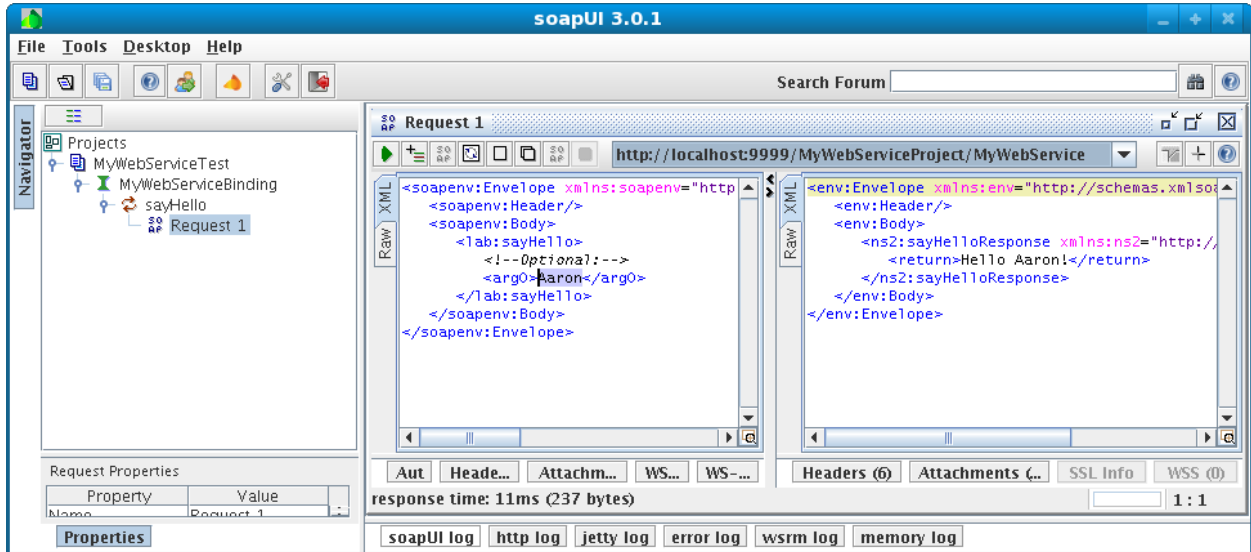 soapUI 3.0.1
File Tools Desktop Help
Search Forum
Navigator
Projects
MyWebServiceTest
MyWebServiceBinding
sayHello
Request 1
Request Properties
Property Value
Name Request 1
Properties
Request 1
http://localhost:9999/MyWebServiceProject/MyWebService
XML
Raw
<soapenv:Envelope xmlns:soapenv="http
<soapenv:Header/>
<soapenv:Body>
<lab:sayHello>
<!--Optional:-->
<arg0>Aaron</arg0>
</lab:sayHello>
</soapenv:Body>
</soapenv:Envelope>
XML
Raw
<env:Envelope xmlns:env="http://schemas.xmlsoa
<env:Header/>
<env:Body>
<ns2:sayHelloResponse xmlns:ns2="http:/
<return>Hello Aaron!</return>
</ns2:sayHelloResponse>
</env:Body>
</env:Envelope>
Aut Heade... Attachm... WS... WS-...
Headers (6) Attachments (... SSL Info WSS (0)
response time: 11ms (237 bytes)
1 : 1
soapUI log http log jetty log error log wsrm log memory log